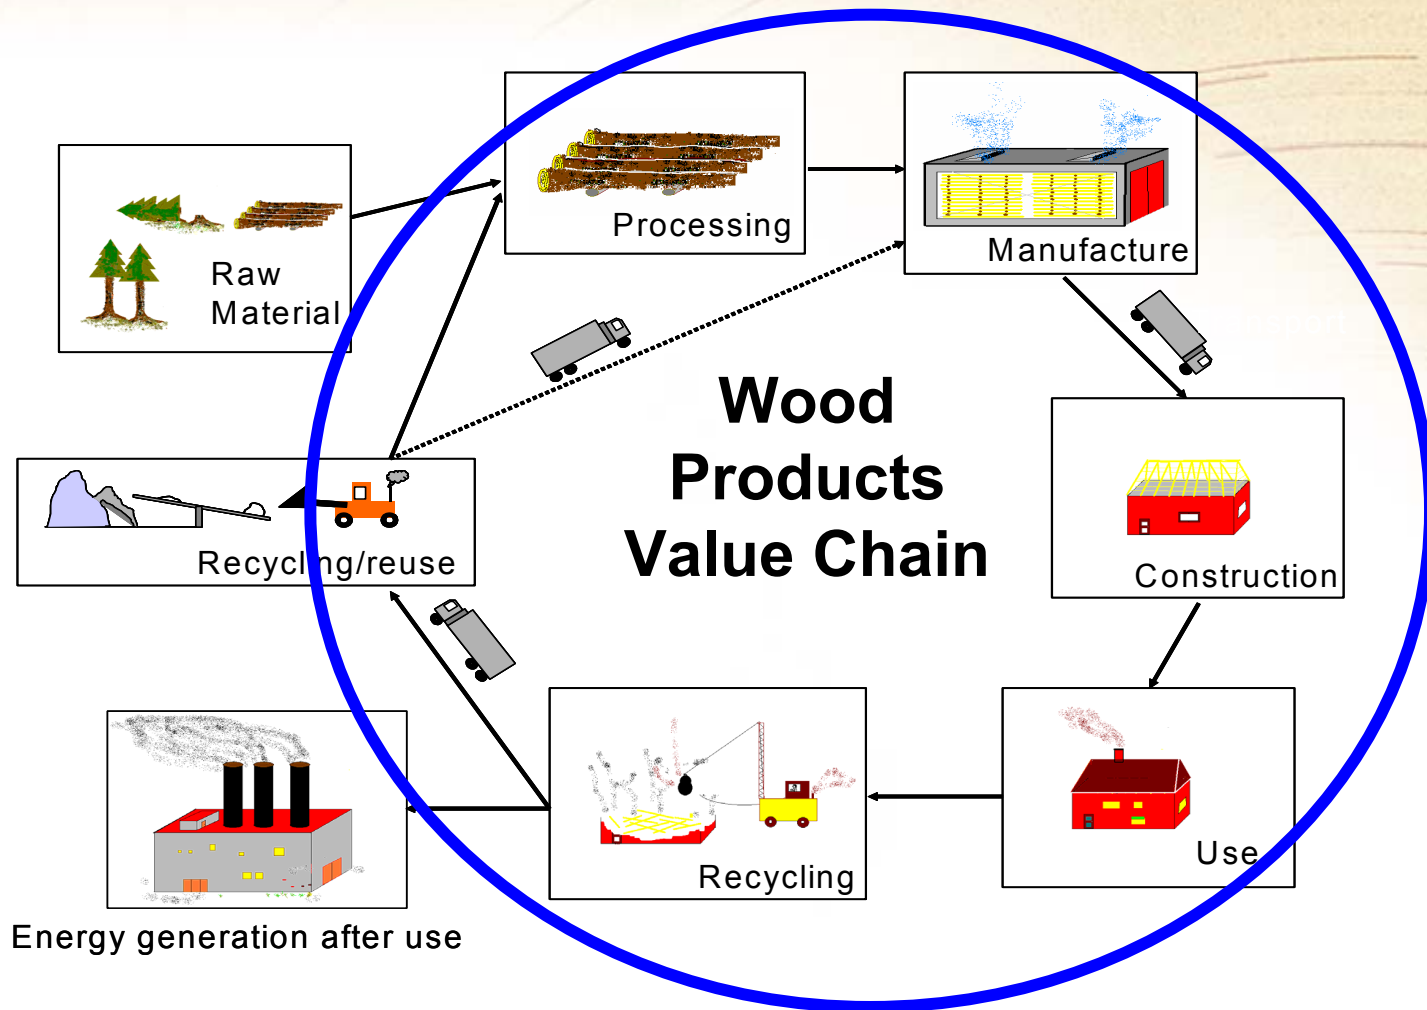 Processing
Manufacture
Raw
Material
Wood
Products
Value Chain
Recycling/reuse
Construction
Use
Recycling
Energy generation after use